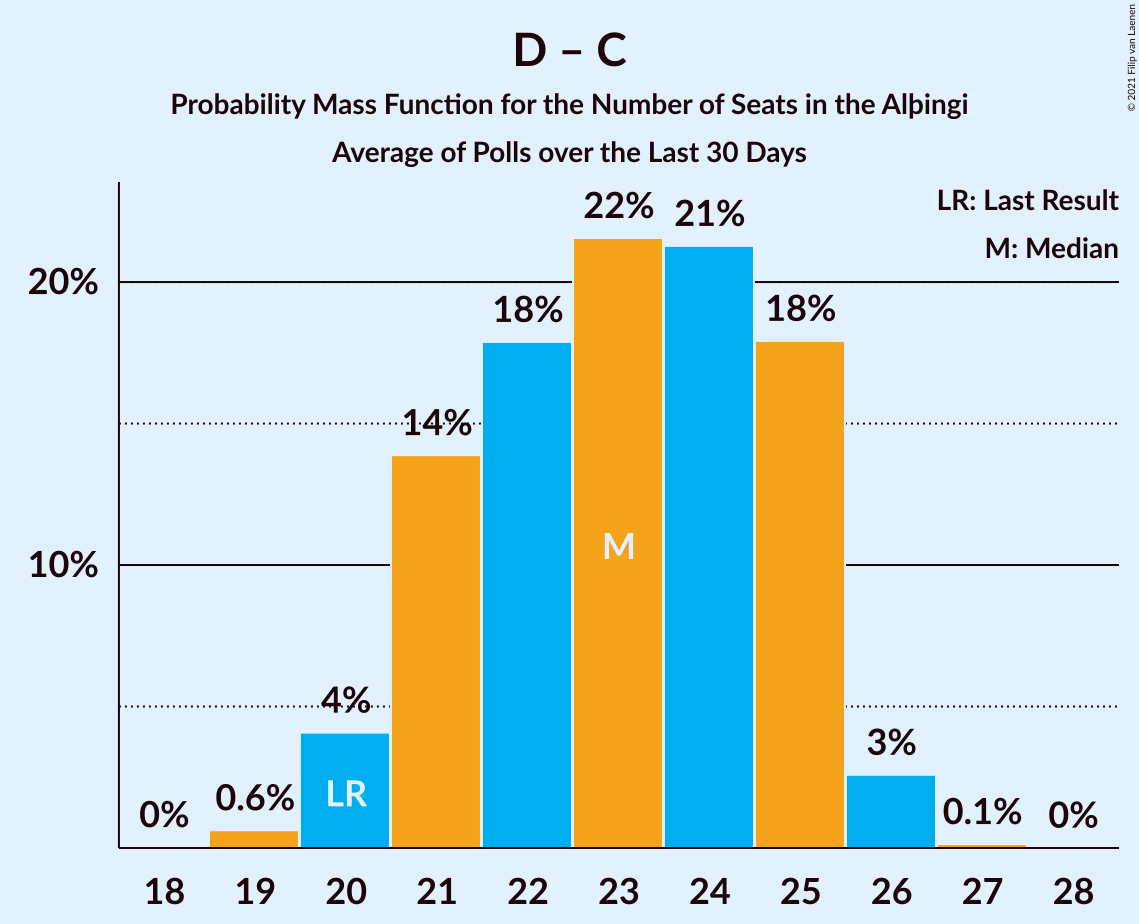 D – C
Probability Mass Function for the Number of Seats in the Alþingi
Average of Polls over the Last 30 Days
© 2021 Filip van Laenen
LR: Last Result
M: Median
20%
10%
0%
0.6%
4%
14%
18%
22%
21%
18%
3%
0.1%
0%
LR
M
18 19 20 21 22 23 24 25 26 27 28